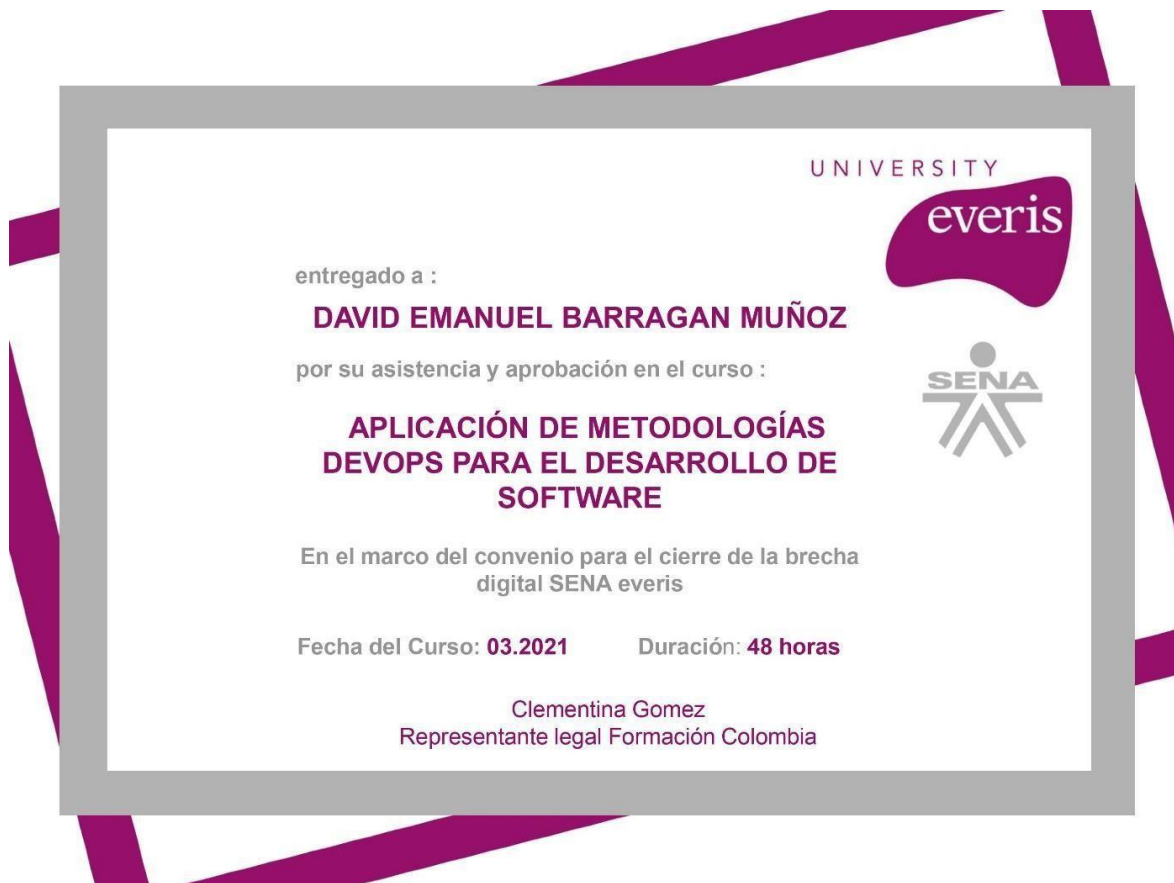 UNIVERSITY
everis
entregado a :
DAVID EMANUEL BARRAGAN MUÑOZ
por su asistencia y aprobación en el curso :
SENA
APLICACIÓN DE METODOLOGÍAS
DEVOPS PARA EL DESARROLLO DE
SOFTWARE
En el marco del convenio para el cierre de la brecha
digital SENA everis
Fecha del Curso: 03.2021 Duración: 48 horas
Clementina Gomez
Representante legal Formación Colombia